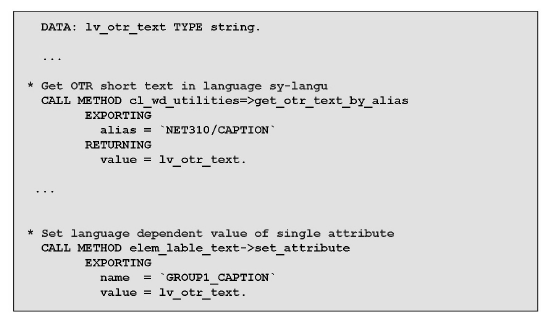 DATA: lv_otr_text TYPE string.
...
* Get OTR short text in language sy-langu
CALL METHOD cl_wd_utilities=>get_otr_text_by_alias
EXPORTING
alias = `NET310/CAPTION`
RETURNING
value = lv_otr_text.
...
* Set language dependent value of single attribute
CALL METHOD elem_lable_text->set_attribute
EXPORTING
name = `GROUP1_CAPTION`
value = lv_otr_text.